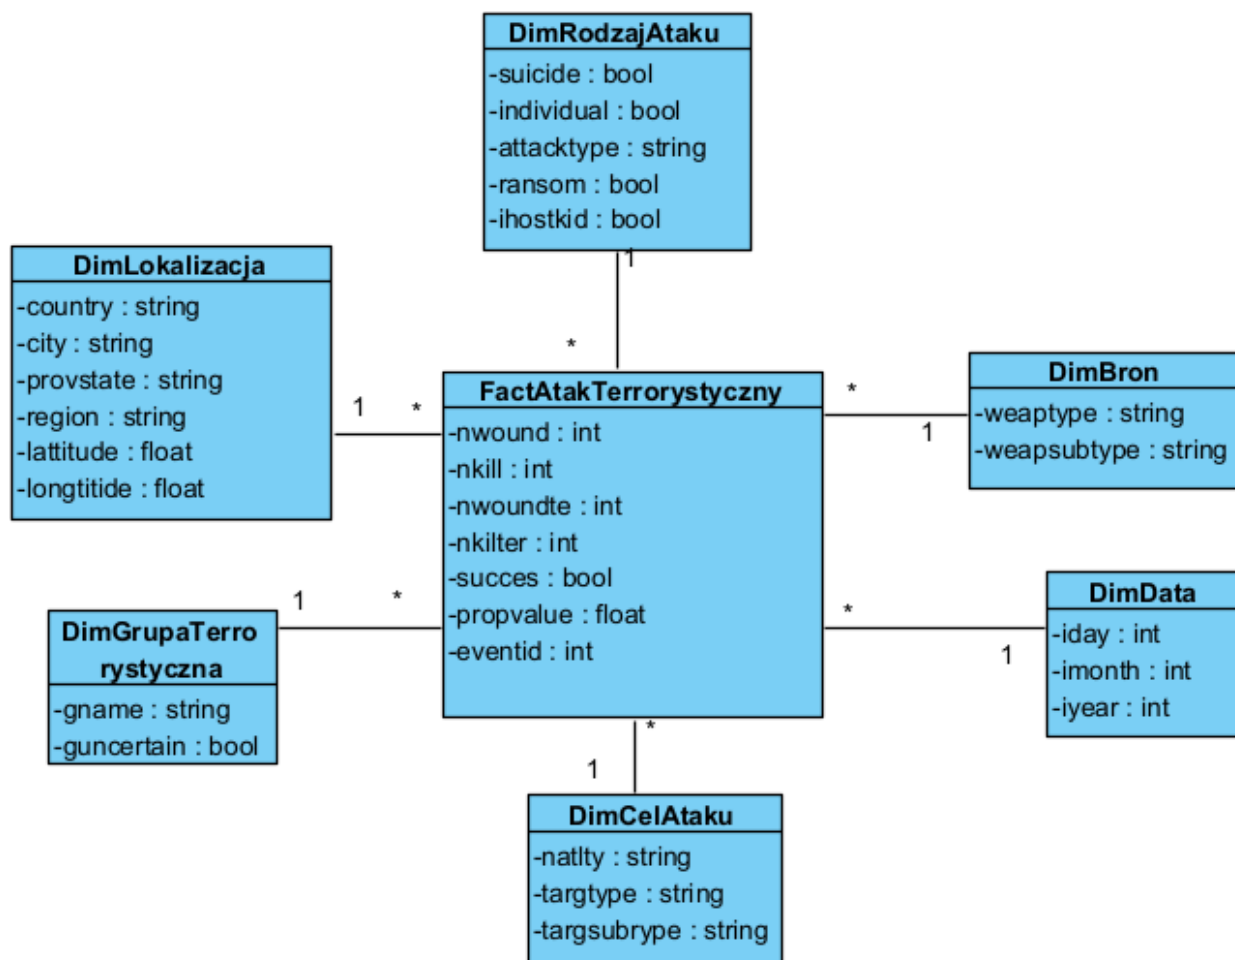 DimRodzajAtaku
-suicide : bool
-individual : bool
-attacktype : string
-ransom : bool
-ihostkid : bool
1
*
DimLokalizacja
-country : string
-city : string
-provstate : string
-region : string
-lattitude : float
-longtitide : float
1
*
FactAtakTerrorystyczny
-nwound : int
-nkill : int
-nwoundte : int
-nkilter : int
-succes : bool
-propvalue : float
-eventid : int
*
1
DimBron
-weaptype : string
-weapsubtype : string
*
1
DimData
-iday : int
-imonth : int
-iyear : int
1
*
DimGrupaTerro
rystyczna
-gname : string
-guncertain : bool
*
1
DimCelAtaku
-natlty : string
-targtype : string
-targsubrype : string